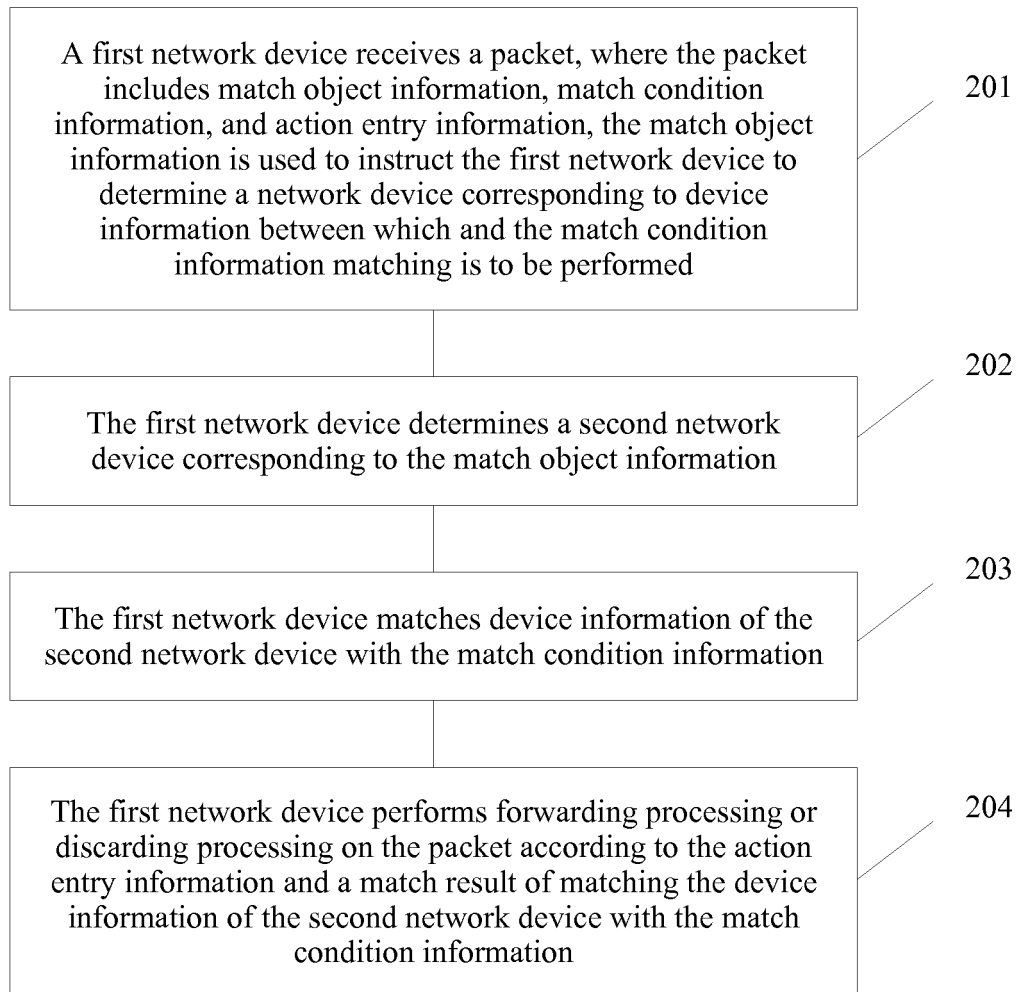 A first network device receives a packet, where the packet
includes match object information, match condition
information, and action entry information, the match object
information is used to instruct the first network device to
determine a network device corresponding to device
information between which and the match condition
information matching is to be performed
201
The first network device determines a second network
device corresponding to the match object information
202
The first network device matches device information of the
second network device with the match condition information
203
The first network device performs forwarding processing or
discarding processing on the packet according to the action
entry information and a match result of matching the device
information of the second network device with the match
condition information
204